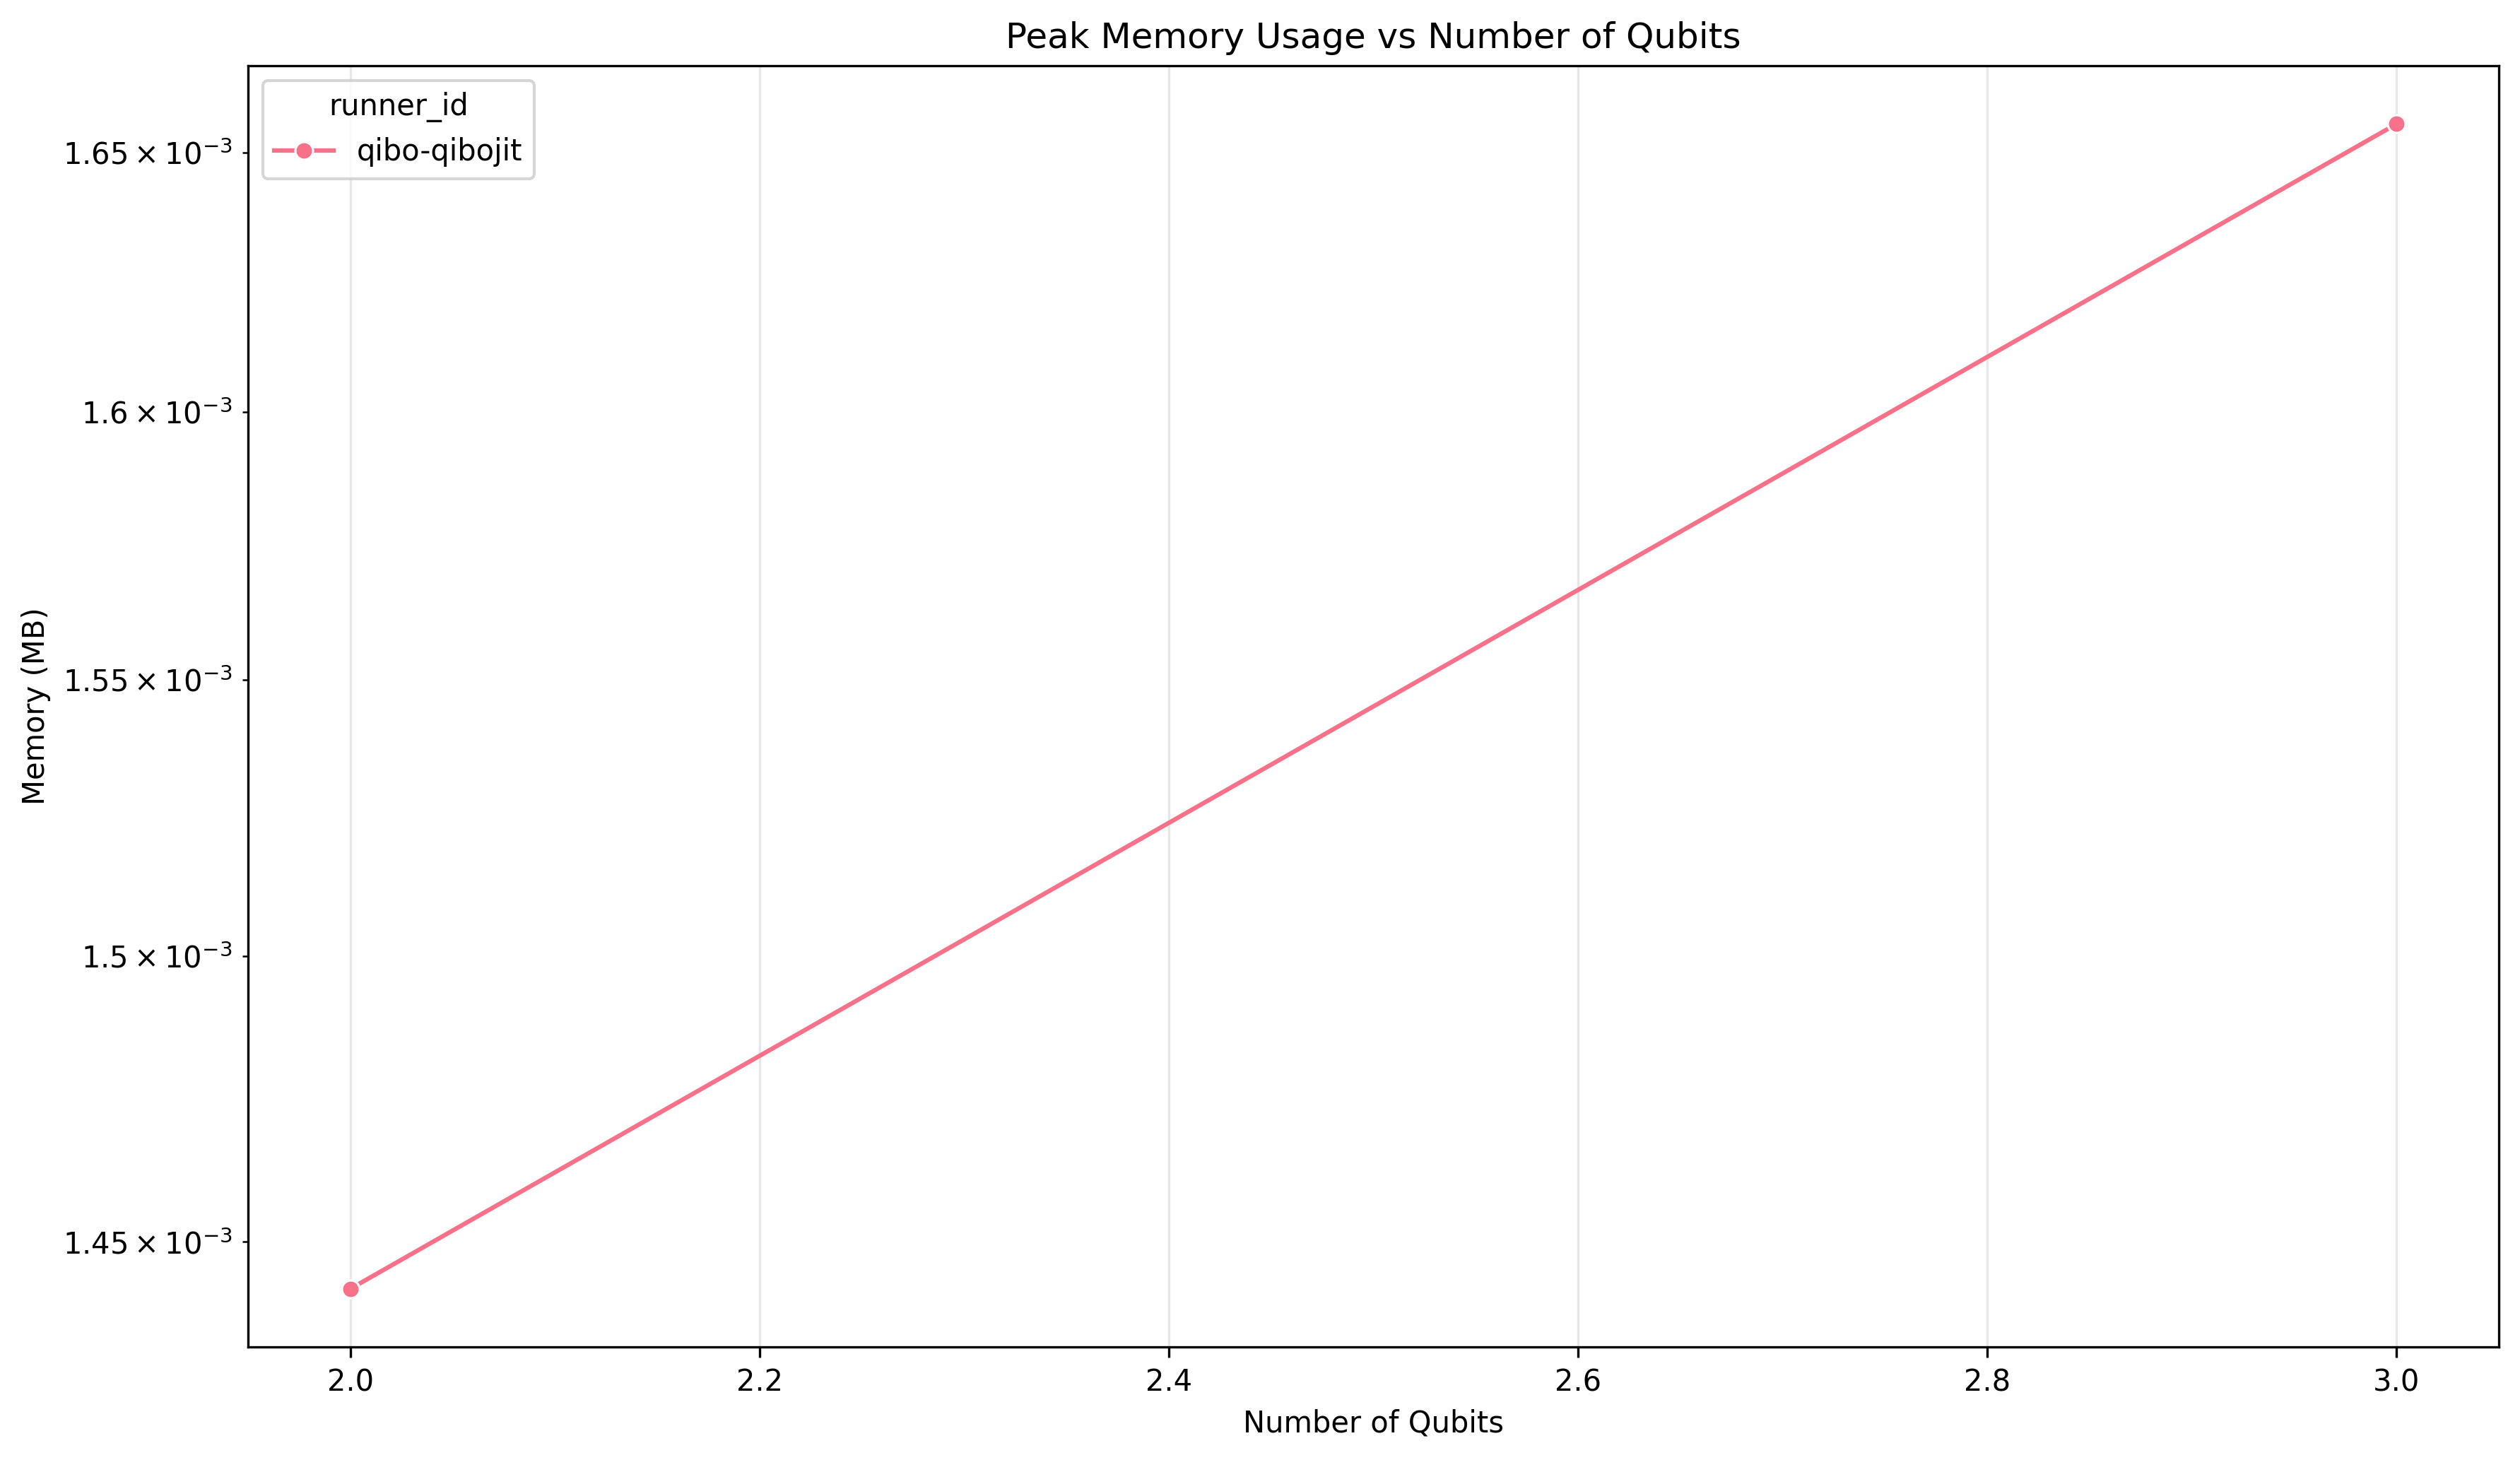 Peak Memory Usage vs Number of Qubits
runner_id
qibo-qibojit
1.65 × 10⁻³
1.6 × 10⁻³
1.55 × 10⁻³
1.5 × 10⁻³
1.45 × 10⁻³
Memory (MB)
2.0 2.2 2.4 2.6 2.8 3.0
Number of Qubits